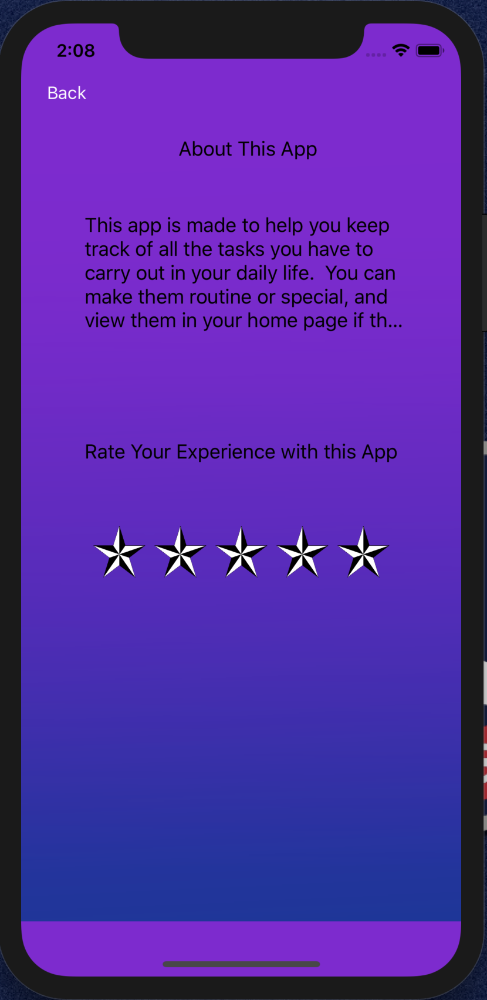 2:08
Back
About This App
This app is made to help you keep
track of all the tasks you have to
carry out in your daily life.  You can
make them routine or special, and
view them in your home page if th...
Rate Your Experience with this App